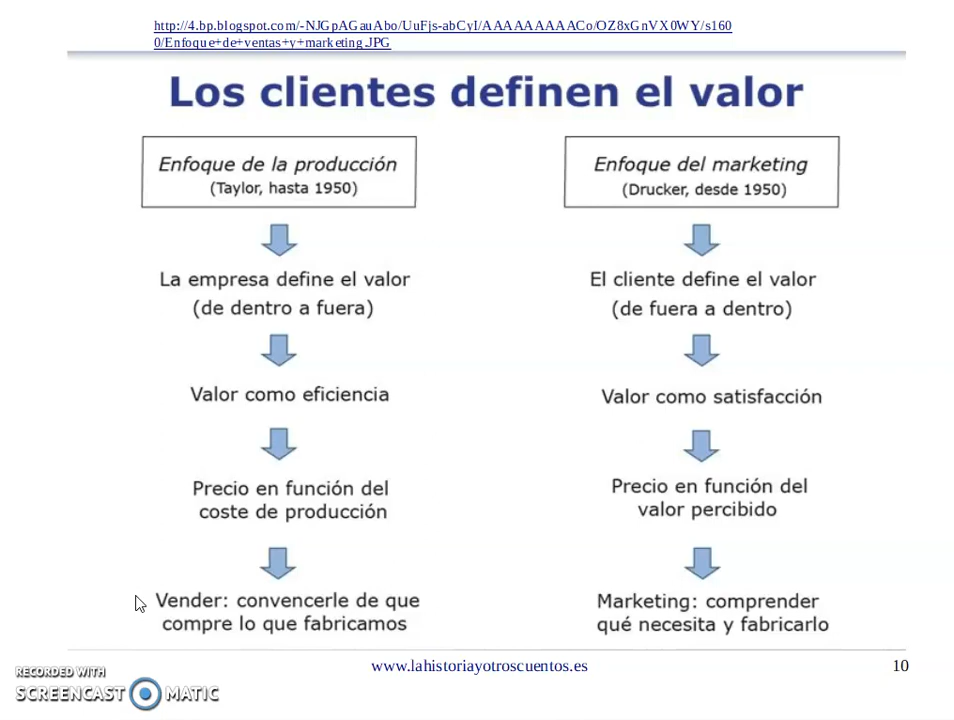 http://4.bp.blogspot.com/-NJGpAGauAbo/UuFjs-abCyI/AAAAAAAAACo/OZ8xGnVX0WY/s160
0/Enfoque+de+ventas+y+marketing.JPG
Los clientes definen el valor
Enfoque de la producción
(Taylor, hasta 1950)
La empresa define el valor
(de dentro a fuera)
Valor como eficiencia
Precio en función del
coste de producción
Vender: convencerle de que
compre lo que fabricamos
Enfoque del marketing
(Drucker, desde 1950)
El cliente define el valor
(de fuera a dentro)
Valor como satisfacción
Precio en función del
valor percibido
Marketing: comprender
qué necesita y fabricarlo
www.lahistoriayotroscuentos.es
10
RECORDED WITH
SCREENCAST MATIC